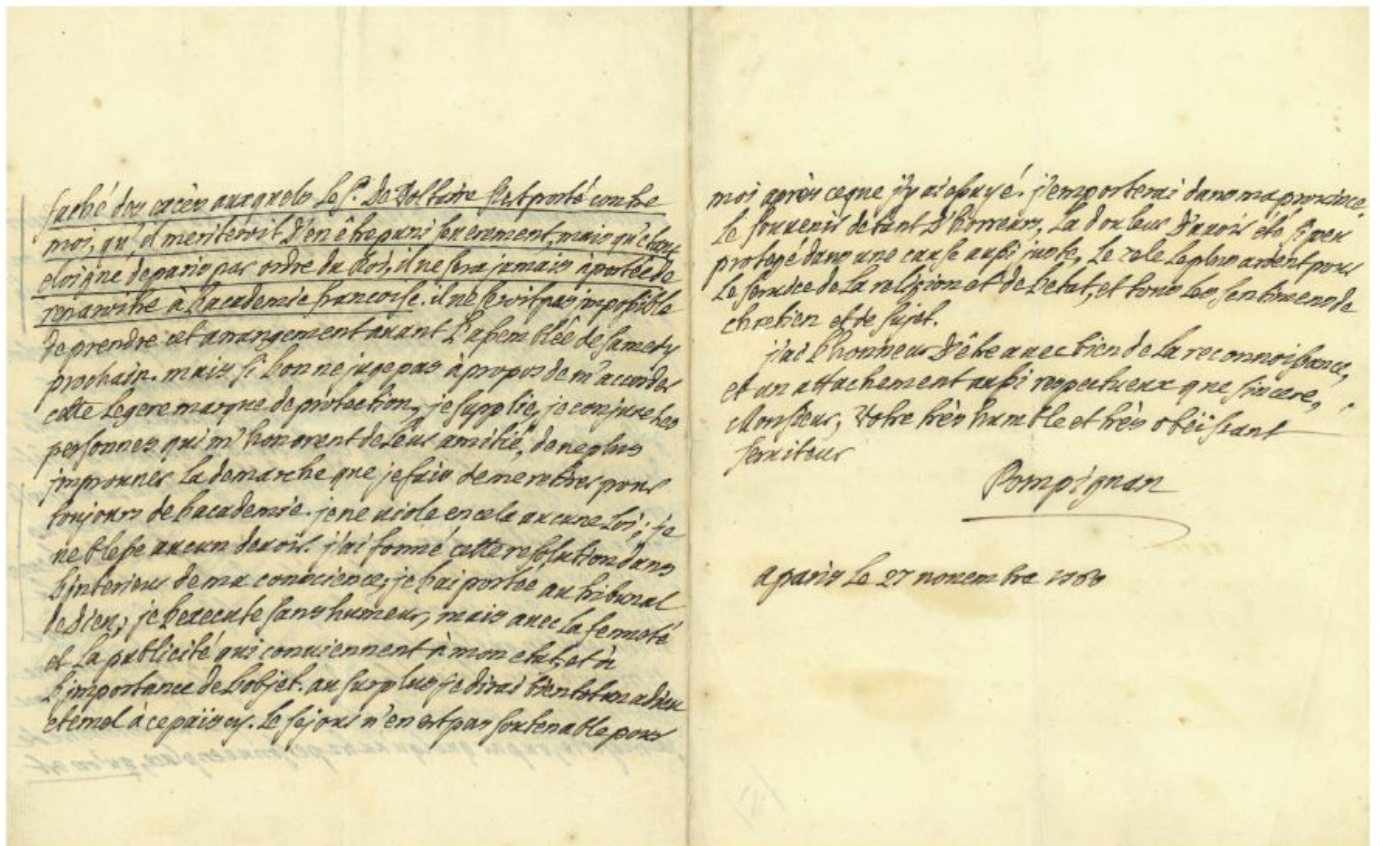 faché des excès auxquels le S.r De Voltaire s'est porté contre
moi, qu'il meriteroit d'en être puni severement, mais qu'étant
eloigné de paris par ordre du Roi, il ne sera jamais à portée de
reparoitre à l'academie françoise. il ne seroit pas impossible
de prendre cet arrangement avant l'assemblée de samedy
prochain. mais si l'on ne juge pas à propos de m'accorder
cette legere marque de protection, je supplie, je conjure les
personnes qui m'honorent de leur amitié, de ne plus
improuver la demarche que je fais de me retirer pour
toujours de l'academie. je ne viole en cela aucune loi; je
ne blesse aucun devoir. j'ai formé cette resolution dans
l'interieur de ma conscience; je l'ai portée au tribunal
de dieu; je l'execute sans humeur, mais avec la fermeté
et la publicité qui conviennent à mon etat, et à
l'importance de l'objet. au surplus je dirai bientot un adieu
eternel à ce païs cy. le sejour n'en est pas soutenable pour
moi après ce que j'y ai essuyé. j'emporterai dans ma province
le souvenir de tant d'horreurs, la douleur d'avoir été si peu
protegé dans une cause aussi juste, le zele le plus ardent pour
le service de la religion et de l'etat, et tous les sentimens de
chretien et de sujet.
j'ai l'honneur d'être avec bien de la reconnoissance,
et un attachement aussi respectueux que sincere,
Monsieur, votre très humble et très obéissant
serviteur
Pompignan
a paris le 27 novembre 1760